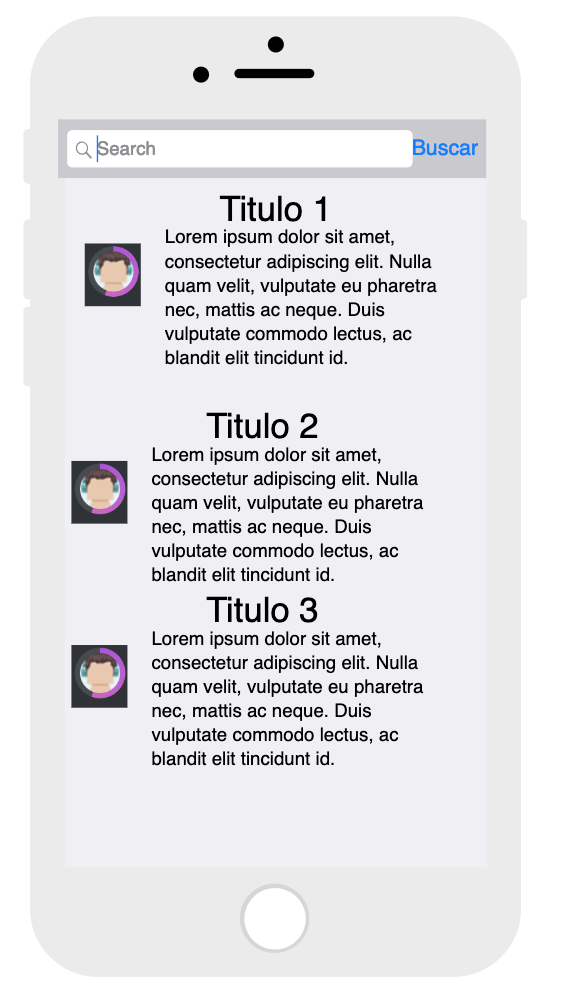 Search Buscar
Titulo 1
Lorem ipsum dolor sit amet,
consectetur adipiscing elit. Nulla
quam velit, vulputate eu pharetra
nec, mattis ac neque. Duis
vulputate commodo lectus, ac
blandit elit tincidunt id.
Titulo 2
Lorem ipsum dolor sit amet,
consectetur adipiscing elit. Nulla
quam velit, vulputate eu pharetra
nec, mattis ac neque. Duis
vulputate commodo lectus, ac
blandit elit tincidunt id.
Titulo 3
Lorem ipsum dolor sit amet,
consectetur adipiscing elit. Nulla
quam velit, vulputate eu pharetra
nec, mattis ac neque. Duis
vulputate commodo lectus, ac
blandit elit tincidunt id.